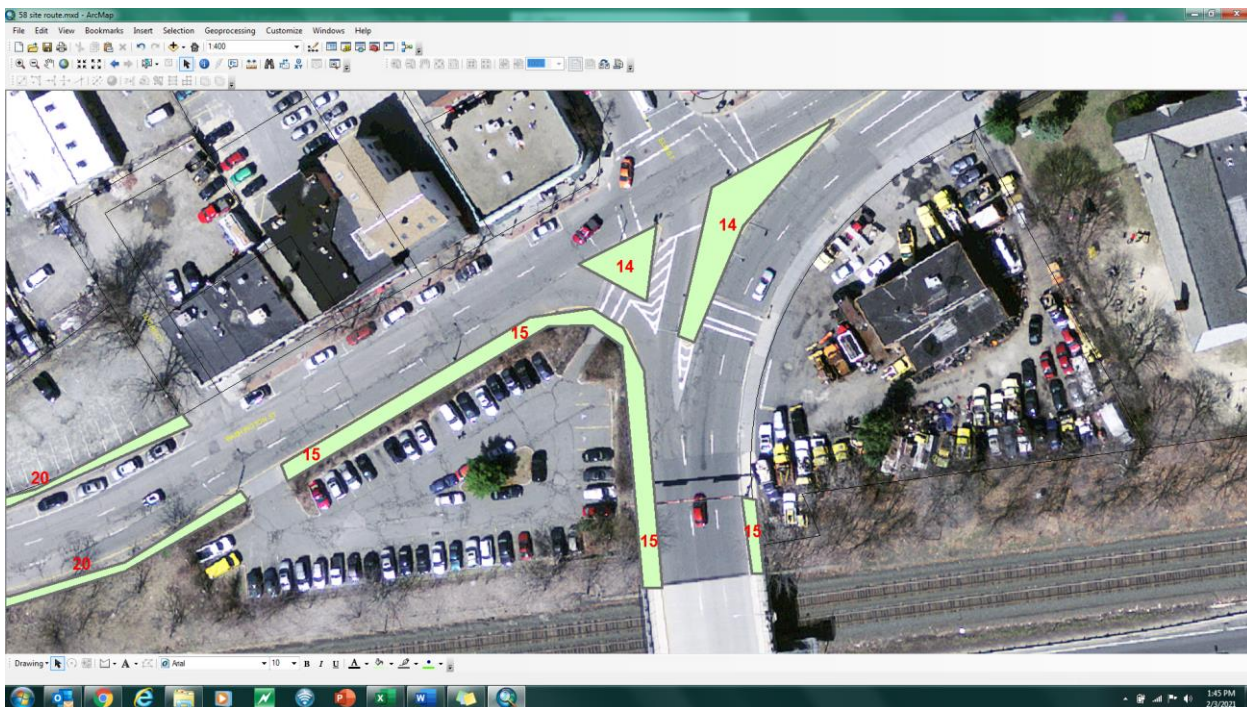 58 site route.mxd - ArcMap
File Edit View Bookmarks Insert Selection Geoprocessing Customize Windows Help
1:400
14
14
15
15
20
15
15
20
Drawing
Arial
10
B I U A
1:45 PM
2/3/2021